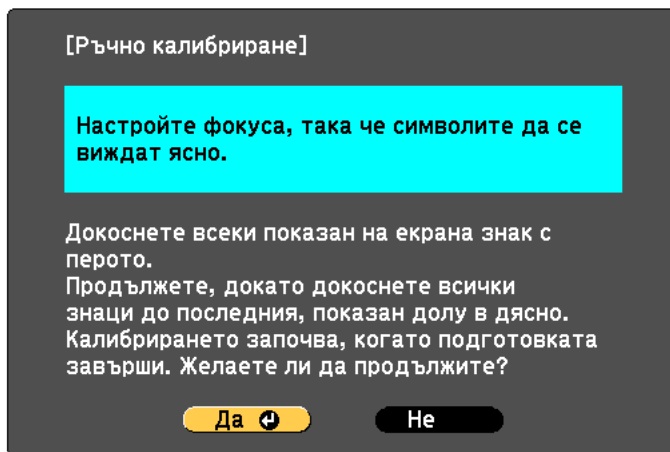 [Ръчно калибриране]
Настройте фокуса, така че символите да се
виждат ясно.
Докоснете всеки показан на екрана знак с
перото.
Продължете, докато докоснете всички
знаци до последния, показан долу в дясно.
Калибрирането започва, когато подготовката
завърши. Желаете ли да продължите?
Да Не